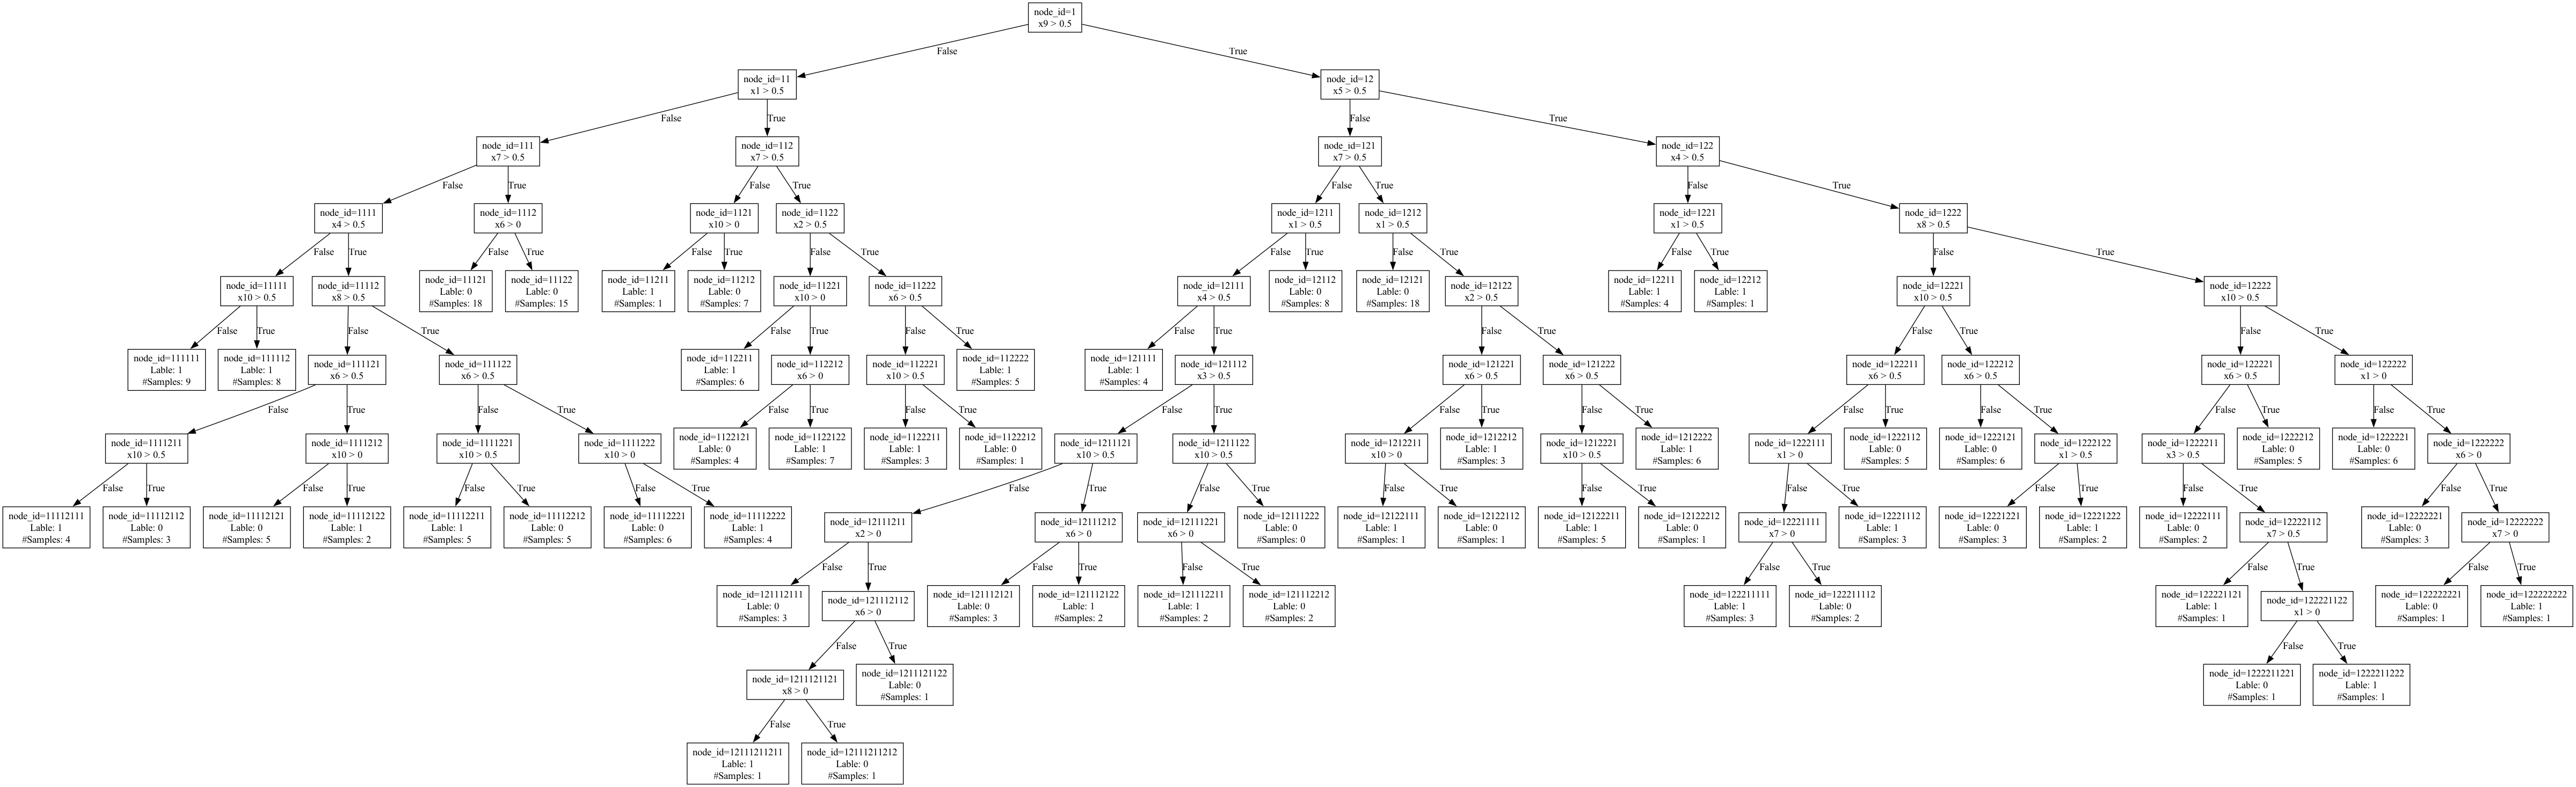 node_id=1
x9 > 0.5
False
True
node_id=11
x1 > 0.5
node_id=12
x5 > 0.5
False
True
False
True
node_id=111
x7 > 0.5
node_id=112
x7 > 0.5
node_id=121
x7 > 0.5
node_id=122
x4 > 0.5
False
True
False
True
False
True
False
True
node_id=1111
x4 > 0.5
node_id=1112
x6 > 0
node_id=1121
x10 > 0
node_id=1122
x2 > 0.5
node_id=1211
x1 > 0.5
node_id=1212
x1 > 0.5
node_id=1221
x1 > 0.5
node_id=1222
x8 > 0.5
False
True
False
True
False
True
False
True
False
True
False
True
False
True
False
True
node_id=11111
x10 > 0.5
node_id=11112
x8 > 0.5
node_id=11121
Lable: 0
#Samples: 18
node_id=11122
Lable: 0
#Samples: 15
node_id=11211
Lable: 1
#Samples: 1
node_id=11212
Lable: 0
#Samples: 7
node_id=11221
x10 > 0
node_id=11222
x6 > 0.5
node_id=12111
x4 > 0.5
node_id=12112
Lable: 0
#Samples: 8
node_id=12121
Lable: 0
#Samples: 18
node_id=12122
x2 > 0.5
node_id=12211
Lable: 1
#Samples: 4
node_id=12212
Lable: 1
#Samples: 1
node_id=12221
x10 > 0.5
node_id=12222
x10 > 0.5
False
True
False
True
False
True
False
True
False
True
False
True
False
True
False
True
node_id=111111
Lable: 1
#Samples: 9
node_id=111112
Lable: 1
#Samples: 8
node_id=111121
x6 > 0.5
node_id=111122
x6 > 0.5
node_id=112211
Lable: 1
#Samples: 6
node_id=112212
x6 > 0
node_id=112221
x10 > 0.5
node_id=112222
Lable: 1
#Samples: 5
node_id=121111
Lable: 1
#Samples: 4
node_id=121112
x3 > 0.5
node_id=121221
x6 > 0.5
node_id=121222
x6 > 0.5
node_id=122211
x6 > 0.5
node_id=122212
x6 > 0.5
node_id=122221
x6 > 0.5
node_id=122222
x1 > 0
False
True
False
True
False
True
False
True
False
True
False
True
False
True
False
True
False
True
False
True
False
True
node_id=1111211
x10 > 0.5
node_id=1111212
x10 > 0
node_id=1111221
x10 > 0.5
node_id=1111222
x10 > 0
node_id=1122121
Lable: 0
#Samples: 4
node_id=1122122
Lable: 1
#Samples: 7
node_id=1122211
Lable: 1
#Samples: 3
node_id=1122212
Lable: 0
#Samples: 1
node_id=1211121
x10 > 0.5
node_id=1211122
x10 > 0.5
node_id=1212211
x10 > 0
node_id=1212212
Lable: 1
#Samples: 3
node_id=1212221
x10 > 0.5
node_id=1212222
Lable: 1
#Samples: 6
node_id=1222111
x1 > 0
node_id=1222112
Lable: 0
#Samples: 5
node_id=1222121
Lable: 0
#Samples: 6
node_id=1222122
x1 > 0.5
node_id=1222211
x3 > 0.5
node_id=1222212
Lable: 0
#Samples: 5
node_id=1222221
Lable: 0
#Samples: 6
node_id=1222222
x6 > 0
False
True
False
True
False
True
False
True
False
True
False
True
False
True
False
True
False
True
False
True
False
True
False
True
node_id=11112111
Lable: 1
#Samples: 4
node_id=11112112
Lable: 0
#Samples: 3
node_id=11112121
Lable: 0
#Samples: 5
node_id=11112122
Lable: 1
#Samples: 2
node_id=11112211
Lable: 1
#Samples: 5
node_id=11112212
Lable: 0
#Samples: 5
node_id=11112221
Lable: 0
#Samples: 6
node_id=11112222
Lable: 1
#Samples: 4
node_id=12111211
x2 > 0
node_id=12111212
x6 > 0
node_id=12111221
x6 > 0
node_id=12111222
Lable: 0
#Samples: 0
node_id=12122111
Lable: 1
#Samples: 1
node_id=12122112
Lable: 0
#Samples: 1
node_id=12122211
Lable: 1
#Samples: 5
node_id=12122212
Lable: 0
#Samples: 1
node_id=12221111
x7 > 0
node_id=12221112
Lable: 1
#Samples: 3
node_id=12221221
Lable: 0
#Samples: 3
node_id=12221222
Lable: 1
#Samples: 2
node_id=12222111
Lable: 0
#Samples: 2
node_id=12222112
x7 > 0.5
node_id=12222221
Lable: 0
#Samples: 3
node_id=12222222
x7 > 0
False
True
False
True
False
True
False
True
False
True
False
True
node_id=121112111
Lable: 0
#Samples: 3
node_id=121112112
x6 > 0
node_id=121112121
Lable: 0
#Samples: 3
node_id=121112122
Lable: 1
#Samples: 2
node_id=121112211
Lable: 1
#Samples: 2
node_id=121112212
Lable: 0
#Samples: 2
node_id=122211111
Lable: 1
#Samples: 3
node_id=122211112
Lable: 0
#Samples: 2
node_id=122221121
Lable: 1
#Samples: 1
node_id=122221122
x1 > 0
node_id=122222221
Lable: 0
#Samples: 1
node_id=122222222
Lable: 1
#Samples: 1
False
True
False
True
node_id=1211121121
x8 > 0
node_id=1211121122
Lable: 0
#Samples: 1
node_id=1222211221
Lable: 0
#Samples: 1
node_id=1222211222
Lable: 1
#Samples: 1
False
True
node_id=12111211211
Lable: 1
#Samples: 1
node_id=12111211212
Lable: 0
#Samples: 1